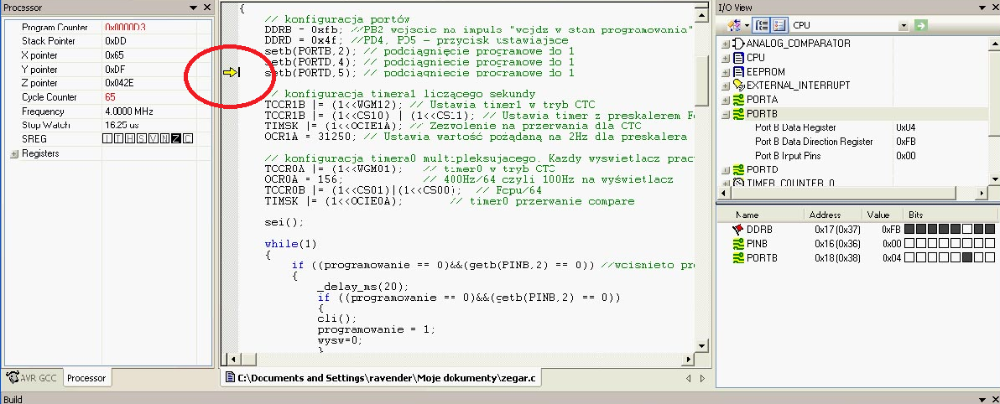 Processor
Program Counter 0x0000D3
Stack Pointer 0xDD
X pointer 0x65
Y pointer 0xDF
Z pointer 0x042E
Cycle Counter 65
Frequency 4.0000 MHz
Stop Watch 16.25 us
SREG I T H S V N Z C
Registers
AVR GCC Processor
{
// konfiguracja portów
DDRB = 0xfb; //PB2 wejscie na impuls "wejdz w stan programowania"
DDRD = 0x4f; //PD4, PD5 - przycisk ustawiajace
setb(PORTB,2); // podciągnięcie programowe do 1
setb(PORTD,4); // podciągnięcie programowe do 1
setb(PORTD,5); // podciągnięcie programowe do 1
// konfiguracja timera1 liczącego sekundy
TCCR1B |= (1<<WGM12); // Ustawia timer1 w tryb CTC
TCCR1B |= (1<<CS10) | (1<<CS11); // Ustawia timer z preskalerem Fc
TIMSK |= (1<<OCIE1A); // Zezwolenie na przerwania dla CTC
OCR1A = 31250; // Ustawia wartość pożądaną na 2Hz dla preskalera
// konfiguracja timera0 multipleksujacego. Kazdy wyswietlacz prac
TCCR0A |= (1<<WGM01); // timer0 w tryb CTC
OCR0A = 156; // 400Hz/64 czyli 100Hz na wyświetlacz
TCCR0B |= (1<<CS01)|(1<<CS00); // Fcpu/64
TIMSK |= (1<<OCIE0A); // timer0 przerwanie compare
sei();
while(1)
{
if ((programowanie == 0)&&(getb(PINB,2) == 0)) //wcisnieto pr
{
_delay_ms(20);
if ((programowanie == 0)&&(getb(PINB,2) == 0))
{
cli();
programowanie = 1;
wysw=0;
}
C:\Documents and Settings\ravender\Moje dokumenty\zegar.c
I/O View
CPU
ANALOG_COMPARATOR
CPU
EEPROM
EXTERNAL_INTERRUPT
PORTA
PORTB
Port B Data Register 0x04
Port B Data Direction Register 0xFB
Port B Input Pins 0x00
PORTD
TIMER_COUNTER_0
Name Address Value Bits
DDRB 0x17 (0x37) 0xFB
PINB 0x16 (0x36) 0x00
PORTB 0x18 (0x38) 0x04
Build